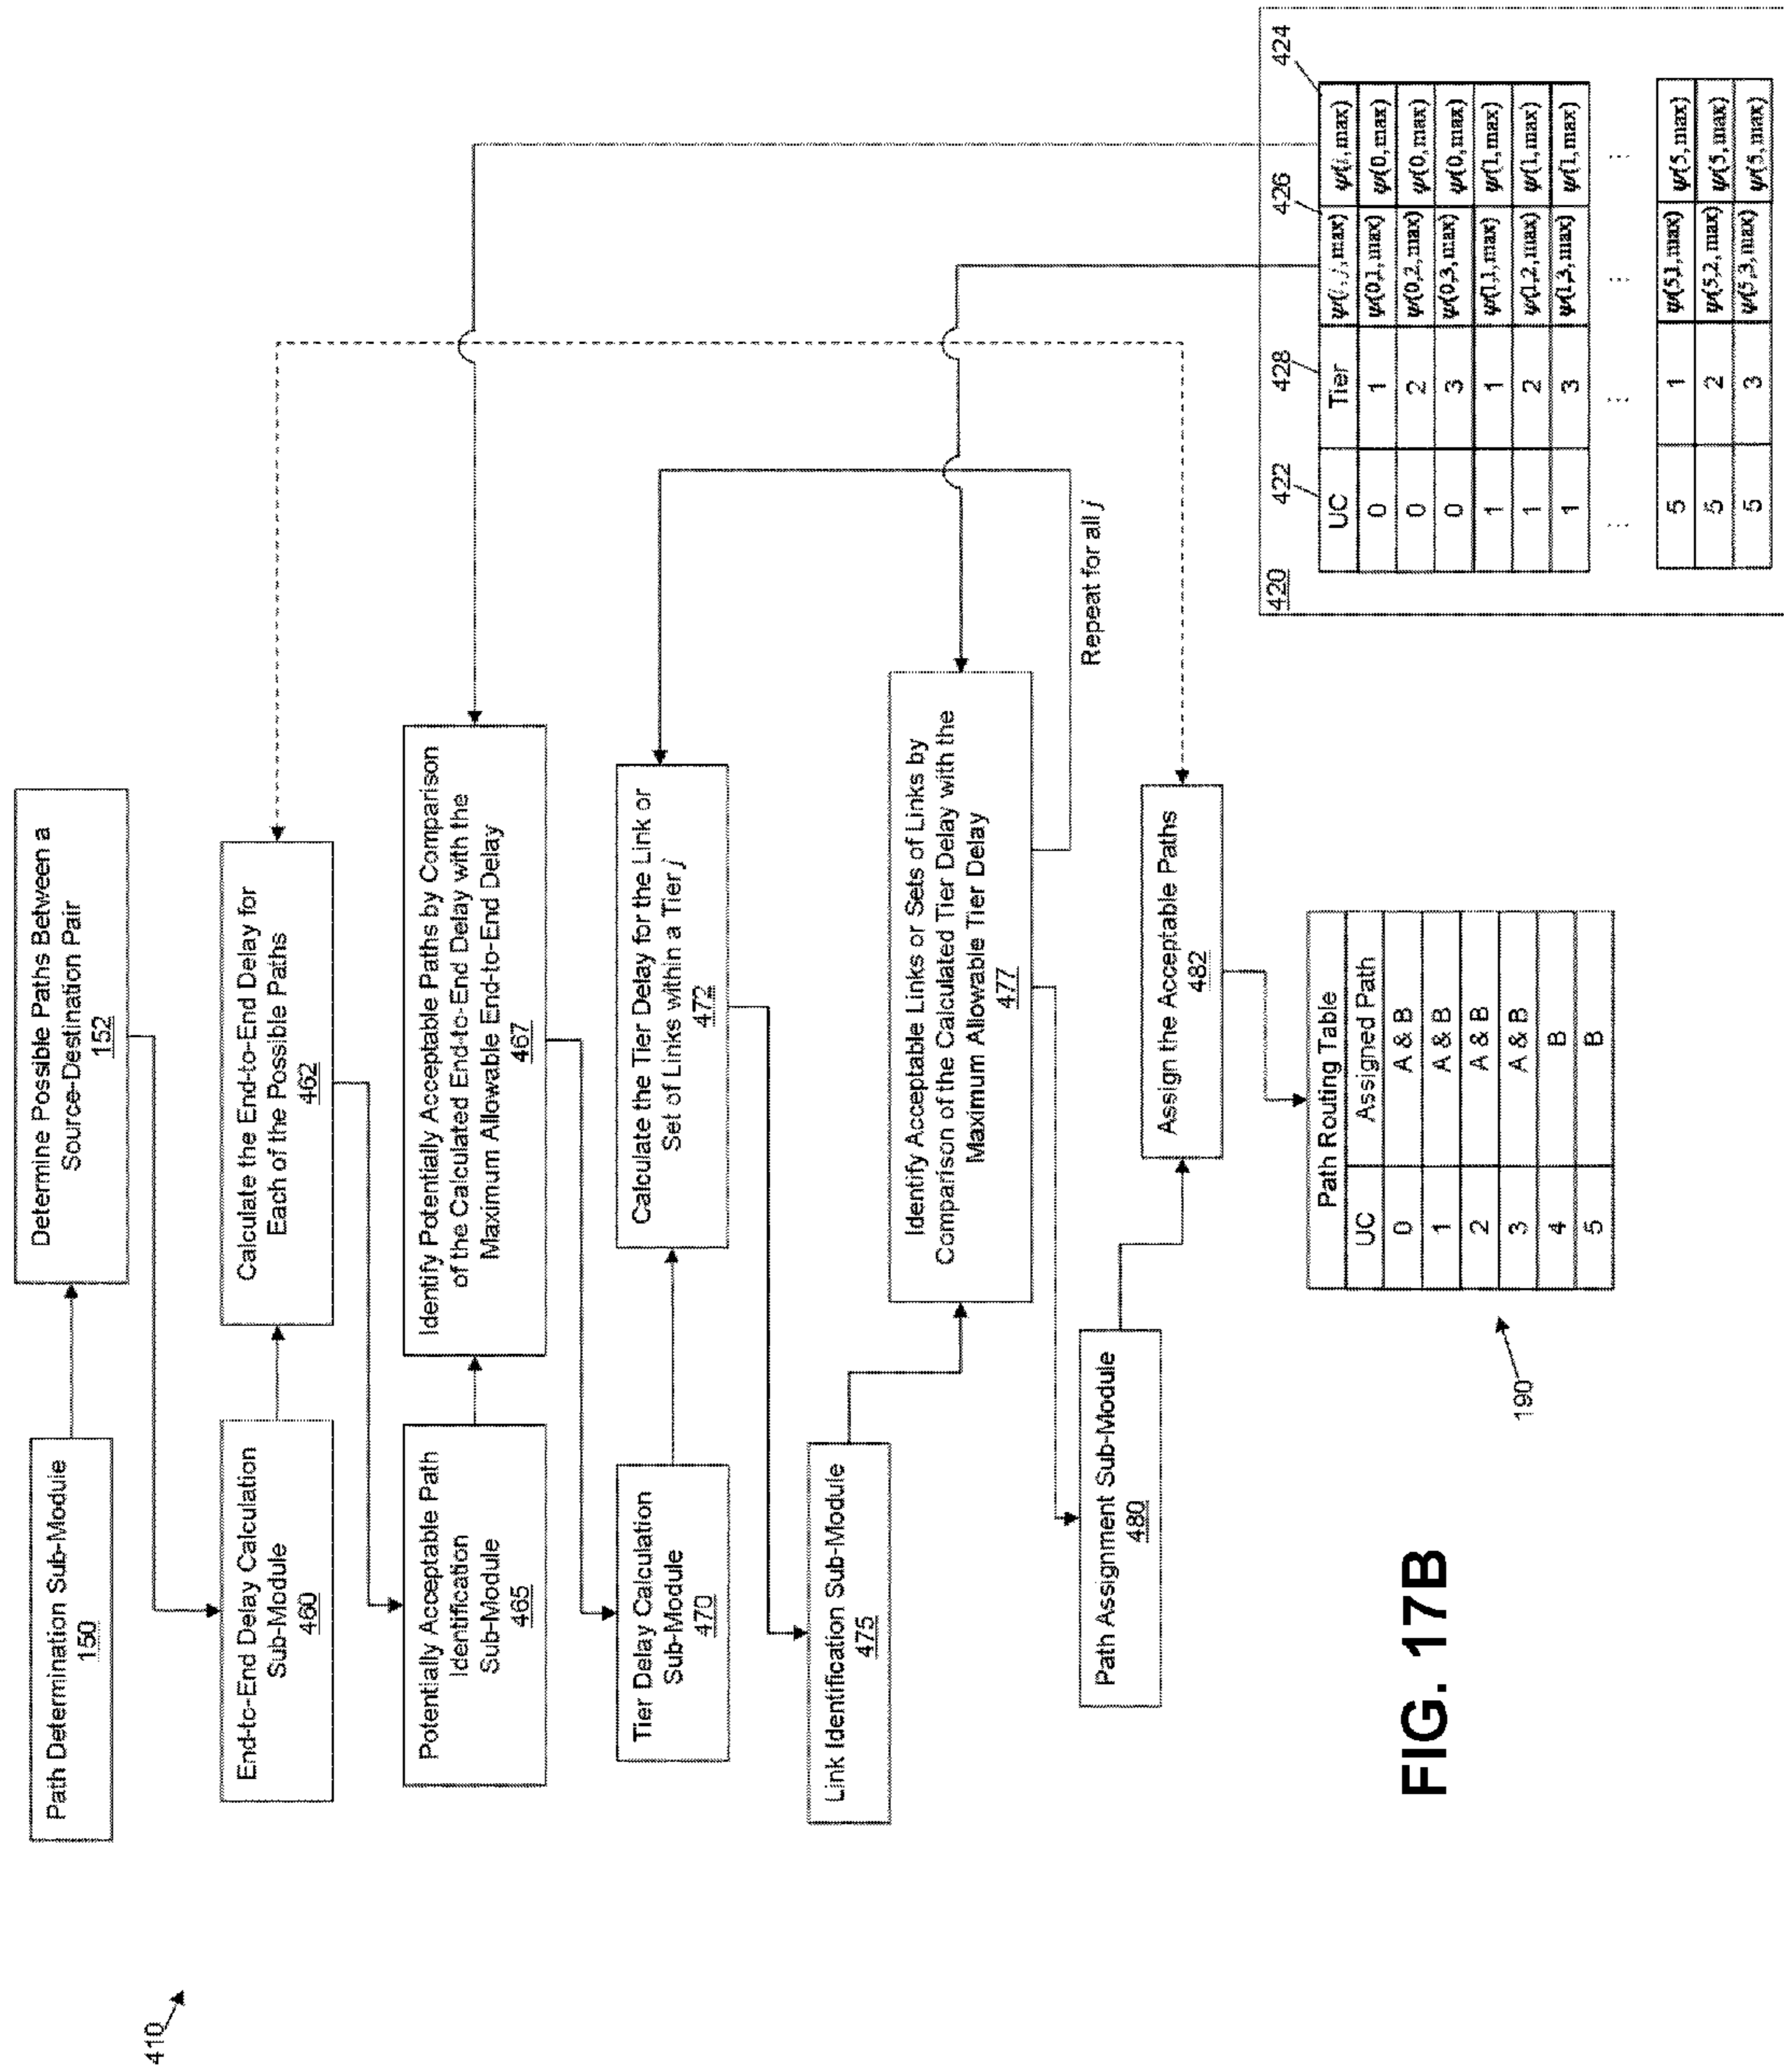 410
Path Determination Sub-Module
150
Determine Possible Paths Between a
Source-Destination Pair
152
End-to-End Delay Calculation
Sub-Module
460
Calculate the End-to-End Delay for
Each of the Possible Paths
462
Potentially Acceptable Path
Identification
Sub-Module
465
Identify Potentially Acceptable Paths by Comparison
of the Calculated End-to-End Delay with the
Maximum Allowable End-to-End Delay
467
Tier Delay Calculation
Sub-Module
470
Calculate the Tier Delay for the Link or
Set of Links within a Tier j
472
Link Identification Sub-Module
475
Identify Acceptable Links or Sets of Links by
Comparison of the Calculated Tier Delay with the
Maximum Allowable Tier Delay
477
Repeat for all j
Path Assignment Sub-Module
480
Assign the Acceptable Paths
482
190
Path Routing Table
UC Assigned Path
0 A & B
1 A & B
2 A & B
3 A & B
4 B
5 B
420
422 428 426 424
UC Tier ψ(i,j,max) ψ(i,max)
0 1 ψ(0,1,max) ψ(0,max)
0 2 ψ(0,2,max) ψ(0,max)
0 3 ψ(0,3,max) ψ(0,max)
1 1 ψ(1,1,max) ψ(1,max)
1 2 ψ(1,2,max) ψ(1,max)
1 3 ψ(1,3,max) ψ(1,max)
⋮ ⋮ ⋮ ⋮
5 1 ψ(5,1,max) ψ(5,max)
5 2 ψ(5,2,max) ψ(5,max)
5 3 ψ(5,3,max) ψ(5,max)
FIG. 17B